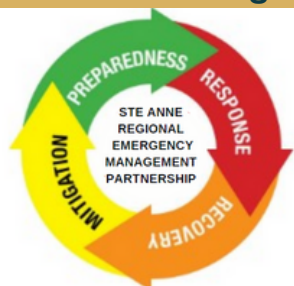 PREPAREDNESS
RESPONSE
RECOVERY
MITIGATION
STE ANNE
REGIONAL
EMERGENCY
MANAGEMENT
PARTNERSHIP